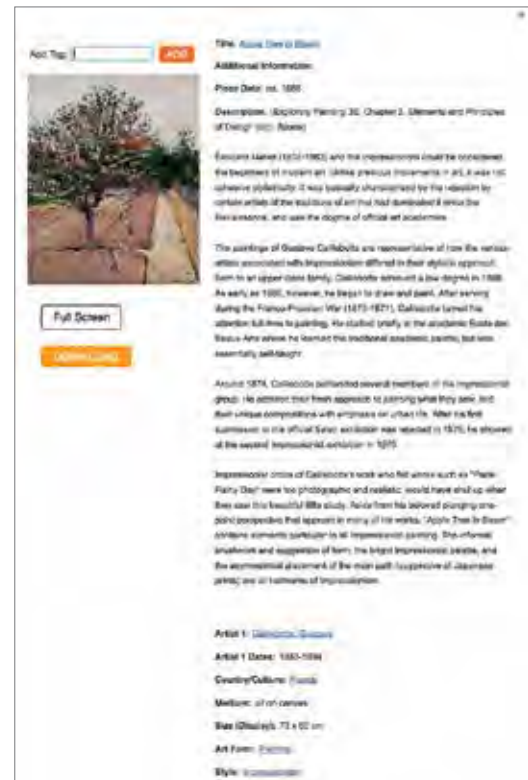 Add Tag:
ADD
Full Screen
DOWNLOAD
Title: Apple Tree in Bloom
Additional Information:
Piece Date: ca. 1885
Description: (Exploring Painting 3E, Chapter 2, Elements and Principles
of Design
Édouard Manet (1832-1883) and the Impressionists could be considered
the beginners of modern art. Unlike previous movements in art, it was not
cohesive stylistically. It was basically characterized by the rejection by
certain artists of the traditions of art that had dominated it since the
Renaissance, and was the dogma of official art academies.
The paintings of Gustave Caillebotte are representative of how the various
artists associated with Impressionism differed in their stylistic approach.
Born to an upper class family, Caillebotte achieved a law degree in 1868.
As early as 1860, however, he began to draw and paint. After serving
during the Franco-Prussian War (1870-1871), Caillebotte turned his
attention full-time to painting. He studied briefly in the academic École des
Beaux-Arts where he learned the traditional academic palette, but was
essentially self-taught.
Around 1874, Caillebotte befriended several members of the Impressionist
group. He admired their fresh approach to painting what they saw, and
their unique compositions with emphasis on urban life. After his first
submission to the official Salon exhibition was rejected in 1875, he showed
at the second Impressionist exhibition in 1876.
Impressionist critics of Caillebotte's work who felt works such as "Paris:
Rainy Day" were too photographic and realistic, would have shut up when
they saw this beautiful little study. Aside from his beloved plunging one-
point perspective that appears in many of his works, "Apple Tree in Bloom"
contains elements particular to all Impressionist painting. The informal
brushwork and suggestion of form, the bright Impressionist palette, and
the asymmetrical placement of the main path (suggestive of Japanese
prints) are all hallmarks of Impressionism.
Artist 1: Caillebotte, Gustave
Artist 1 Dates: 1848-1894
Country/Culture: France
Medium: oil on canvas
Size (Display): 73 x 60 cm
Art Form: Painting
Style: Impressionism